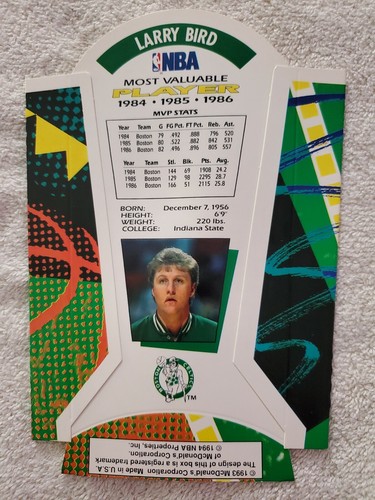 LARRY BIRD
NBA
MOST VALUABLE
PLAYER
1984 • 1985 • 1986
MVP STATS
Year Team G FG Pct. FT Pct. Reb. Ast.
1984 Boston 79 .492 .888 796 520
1985 Boston 80 .522 .882 842 531
1986 Boston 82 .496 .896 805 557
Year Team Stl. Blk. Pts. Avg.
1984 Boston 144 69 1908 24.2
1985 Boston 129 98 2295 28.7
1986 Boston 166 51 2115 25.8
BORN: December 7, 1956
HEIGHT: 6'9"
WEIGHT: 220 lbs.
COLLEGE: Indiana State
BOSTON CELTICS
TM
© 1993 McDonald's Corporation Made in U.S.A.
The design of this box is a registered trademark
of McDonald's Corporation.
© 1994 NBA Properties, Inc.